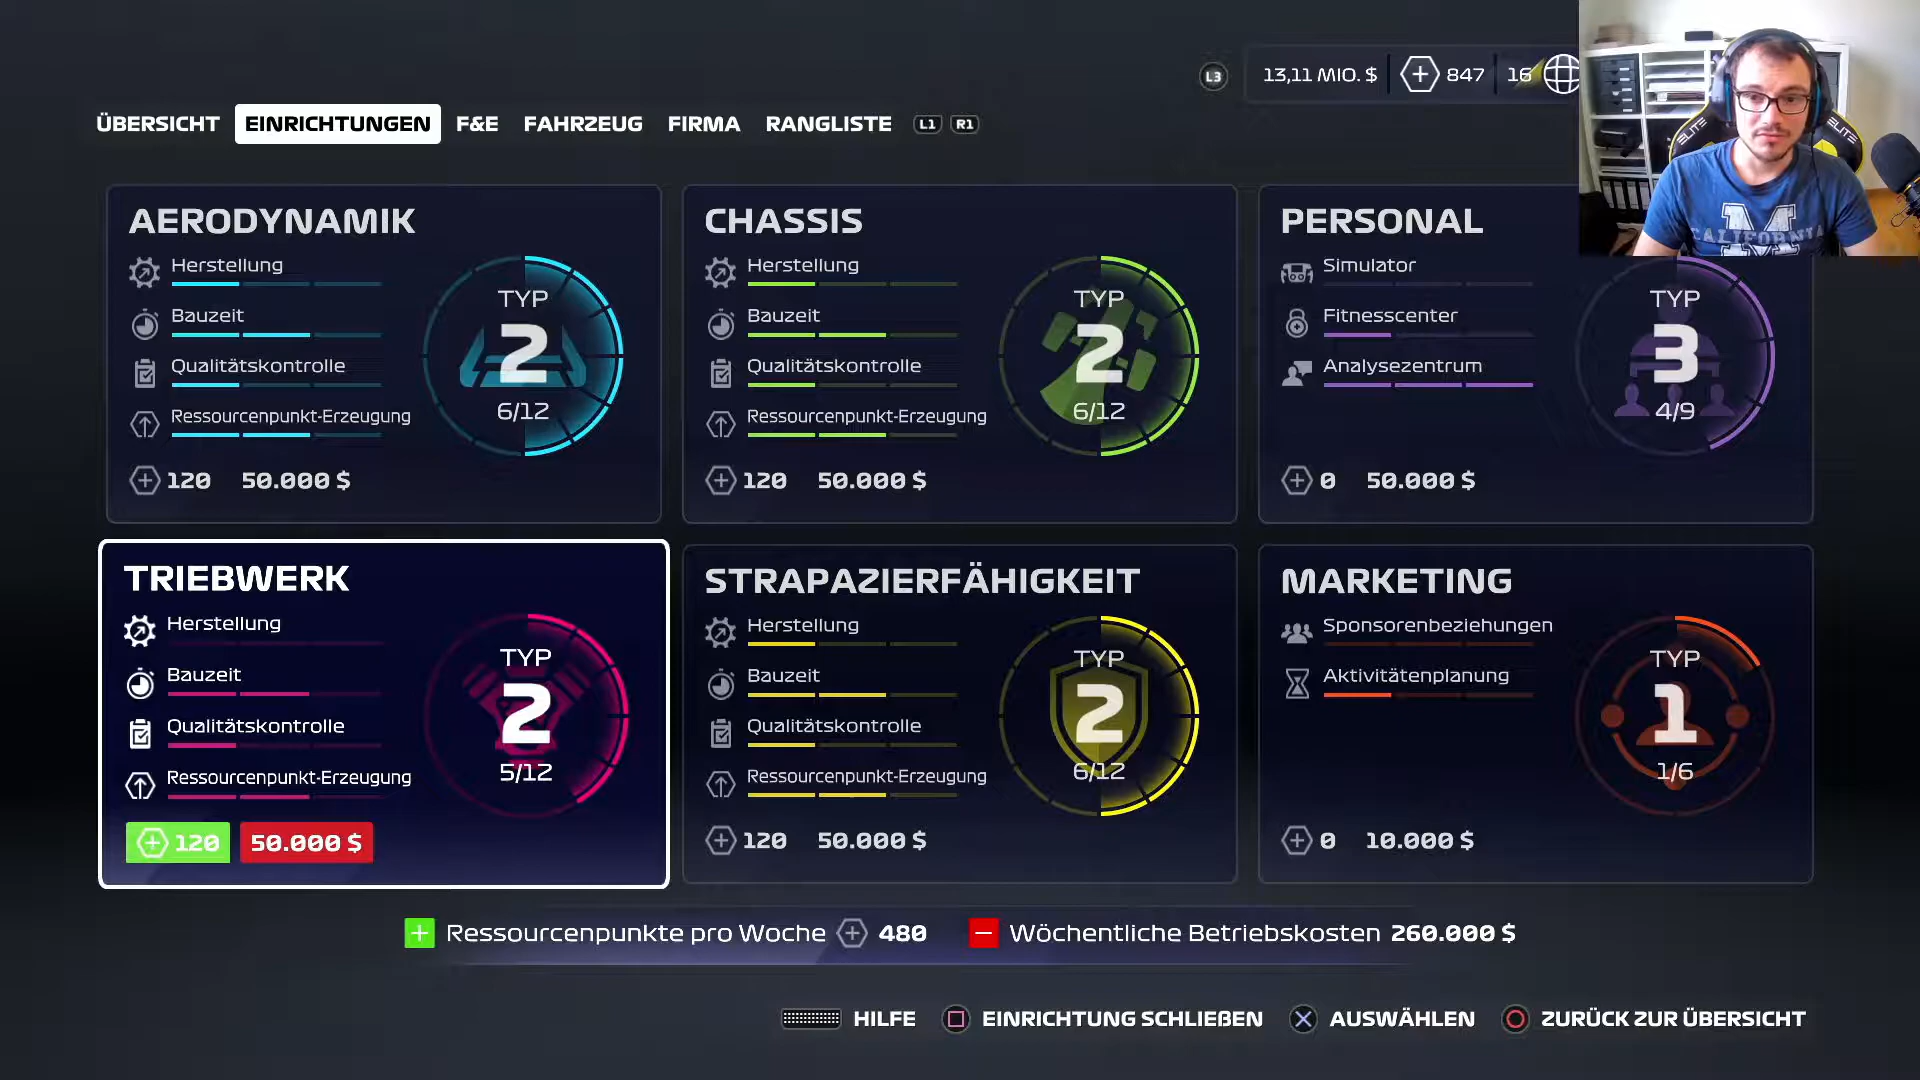 L3 13,11 MIO. $ 847 16
ÜBERSICHT EINRICHTUNGEN F&E FAHRZEUG FIRMA RANGLISTE L1 R1
ELITE ELITE
CALIFORNIA
AERODYNAMIK
Herstellung
Bauzeit
Qualitätskontrolle
Ressourcenpunkt-Erzeugung
TYP
2
6/12
120 50.000 $
CHASSIS
Herstellung
Bauzeit
Qualitätskontrolle
Ressourcenpunkt-Erzeugung
TYP
2
6/12
120 50.000 $
PERSONAL
Simulator
Fitnesscenter
Analysezentrum
TYP
3
4/9
0 50.000 $
TRIEBWERK
Herstellung
Bauzeit
Qualitätskontrolle
Ressourcenpunkt-Erzeugung
TYP
2
5/12
120 50.000 $
STRAPAZIERFÄHIGKEIT
Herstellung
Bauzeit
Qualitätskontrolle
Ressourcenpunkt-Erzeugung
TYP
2
6/12
120 50.000 $
MARKETING
Sponsorenbeziehungen
Aktivitätenplanung
TYP
1
1/6
0 10.000 $
Ressourcenpunkte pro Woche 480 Wöchentliche Betriebskosten 260.000 $
HILFE EINRICHTUNG SCHLIEßEN AUSWÄHLEN ZURÜCK ZUR ÜBERSICHT